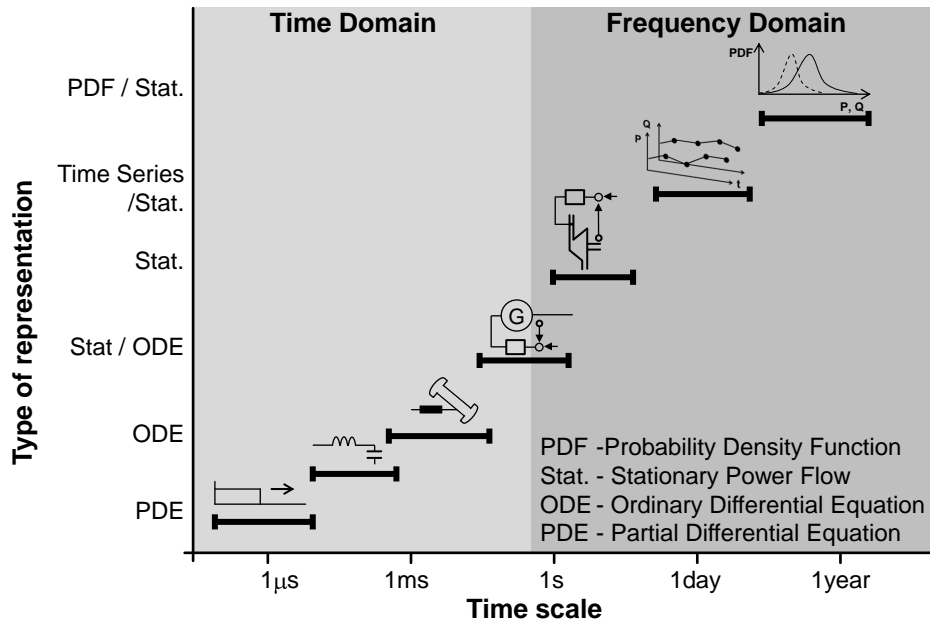 Time Domain
Frequency Domain
PDF
P, Q
PDF / Stat.
Q
P
t
Time Series
/Stat.
Stat.
G
Stat / ODE
ODE
PDE
Type of representation
PDF -Probability Density Function
Stat. - Stationary Power Flow
ODE - Ordinary Differential Equation
PDE - Partial Differential Equation
1μs
1ms
1s
1day
1year
Time scale